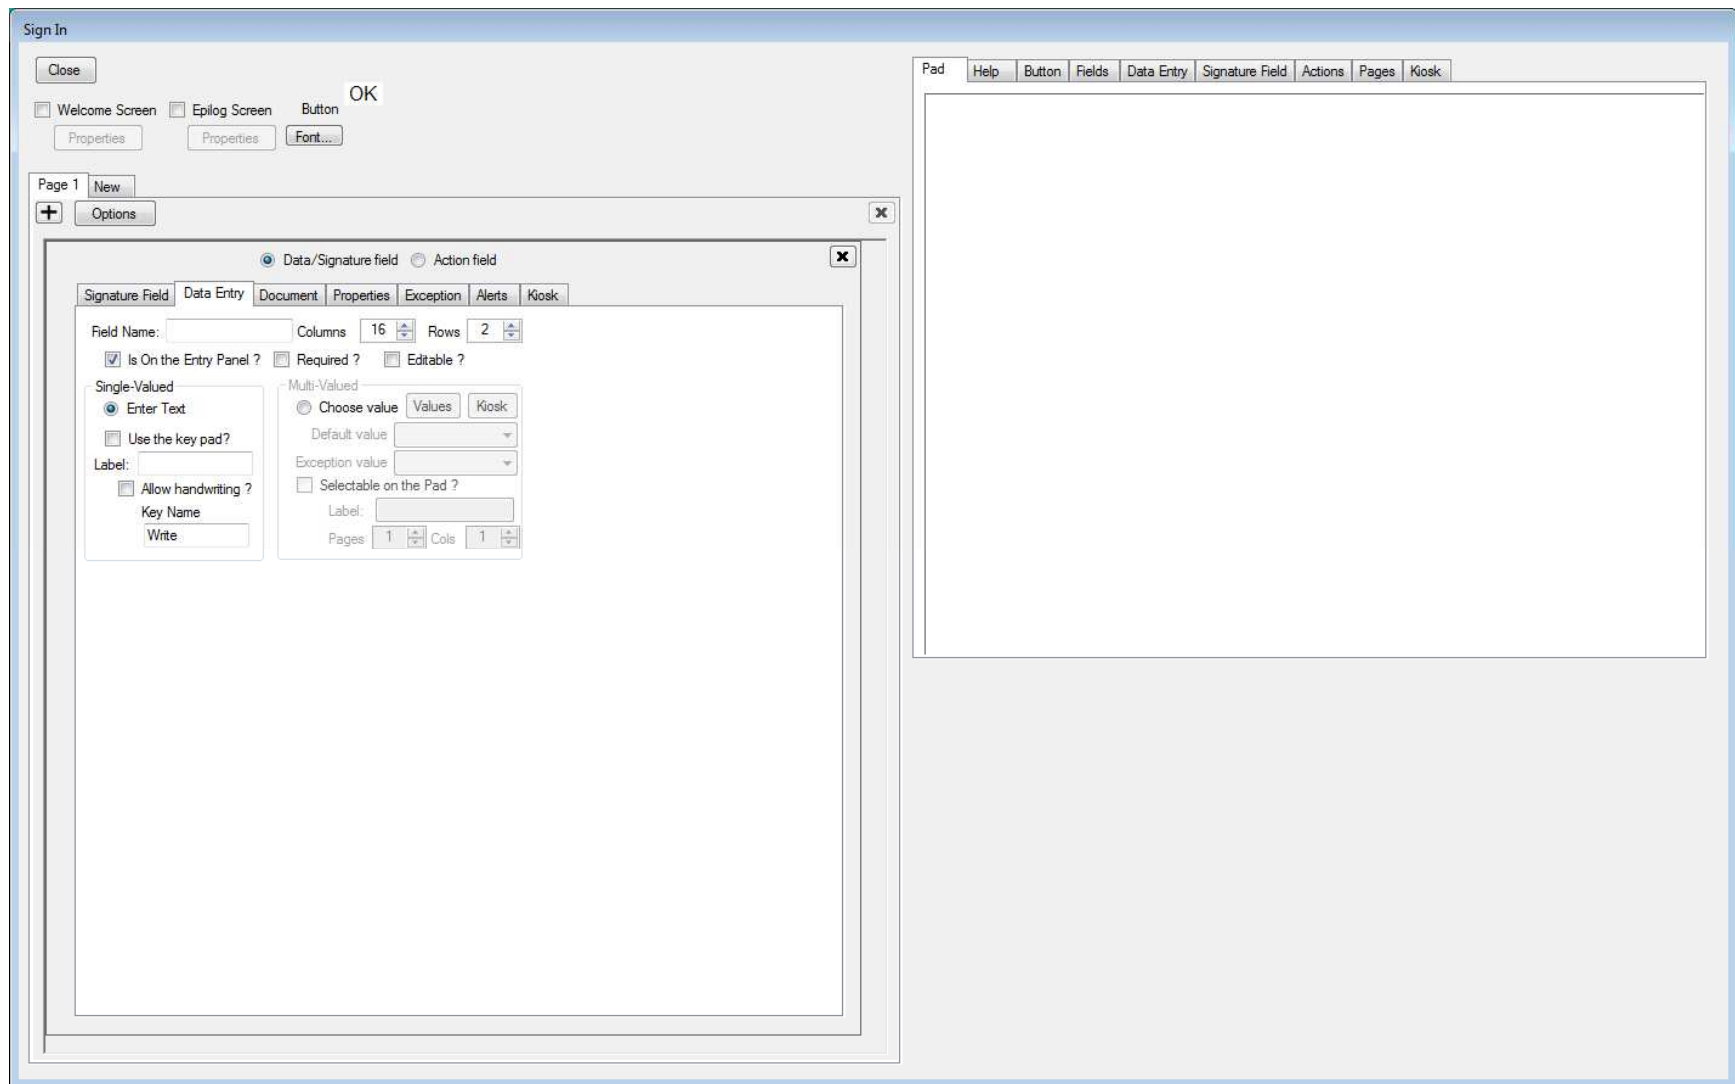 Sign In
Close
Pad Help Button Fields Data Entry Signature Field Actions Pages Kiosk
OK
Welcome Screen Epilog Screen Button
Properties Properties Font...
Page 1 New
Options
Data/Signature field Action field
Signature Field Data Entry Document Properties Exception Alerts Kiosk
Field Name: Columns 16 Rows 2
Is On the Entry Panel ? Required ? Editable ?
Single-Valued
Enter Text
Use the key pad?
Label:
Allow handwriting ?
Key Name
Write
Multi-Valued
Choose value Values Kiosk
Default value
Exception value
Selectable on the Pad ?
Label:
Pages 1 Cols 1